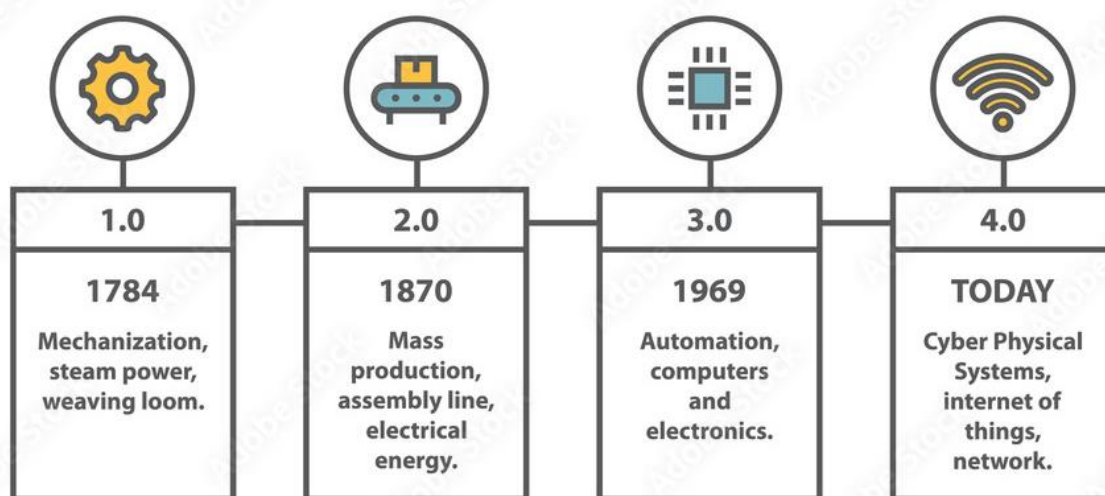 1.0
1784
Mechanization,
steam power,
weaving loom.
2.0
1870
Mass
production,
assembly line,
electrical
energy.
3.0
1969
Automation,
computers
and
electronics.
4.0
TODAY
Cyber Physical
Systems,
internet of
things,
network.